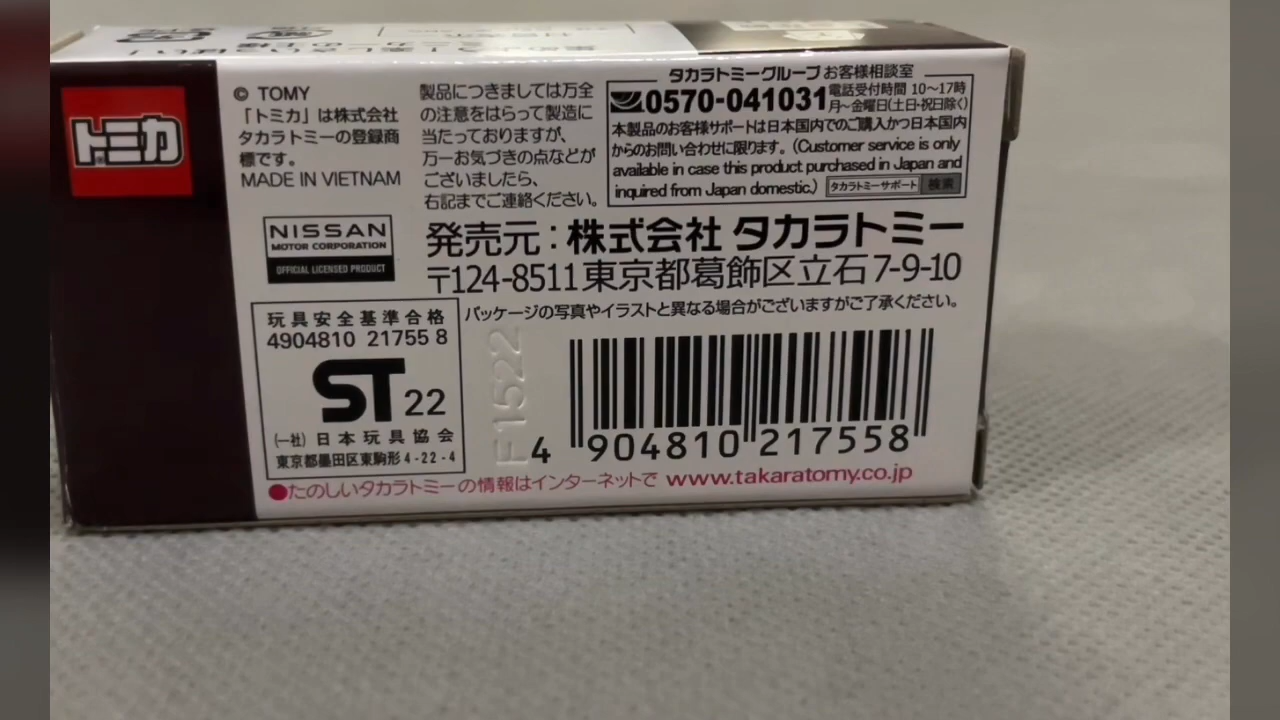 トミカ
© TOMY
「トミカ」は株式会社
タカラトミーの登録商
標です。
MADE IN VIETNAM
NISSAN
MOTOR CORPORATION
OFFICIAL LICENSED PRODUCT
玩具安全基準合格
4904810 21755 8
ST 22
(一社) 日本玩具協会
東京都墨田区東駒形 4-22-4
製品につきましては万全
の注意をはらって製造に
当たっておりますが、
万一お気づきの点などが
ございましたら、
右記までご連絡ください。
タカラトミーグループ お客様相談室
0570-041031 電話受付時間 10～17時
月～金曜日(土日・祝日除く)
本製品のお客様サポートは日本国内でのご購入かつ日本国内
からのお問い合わせに限ります。(Customer service is only
available in case this product purchased in Japan and
inquired from Japan domestic.) タカラトミーサポート 検索
発売元：株式会社 タカラトミー
〒124-8511 東京都葛飾区立石 7-9-10
パッケージの写真やイラストと異なる場合がございますがご了承ください。
F1522
4 904810 217558
●たのしいタカラトミーの情報はインターネットで www.takaratomy.co.jp